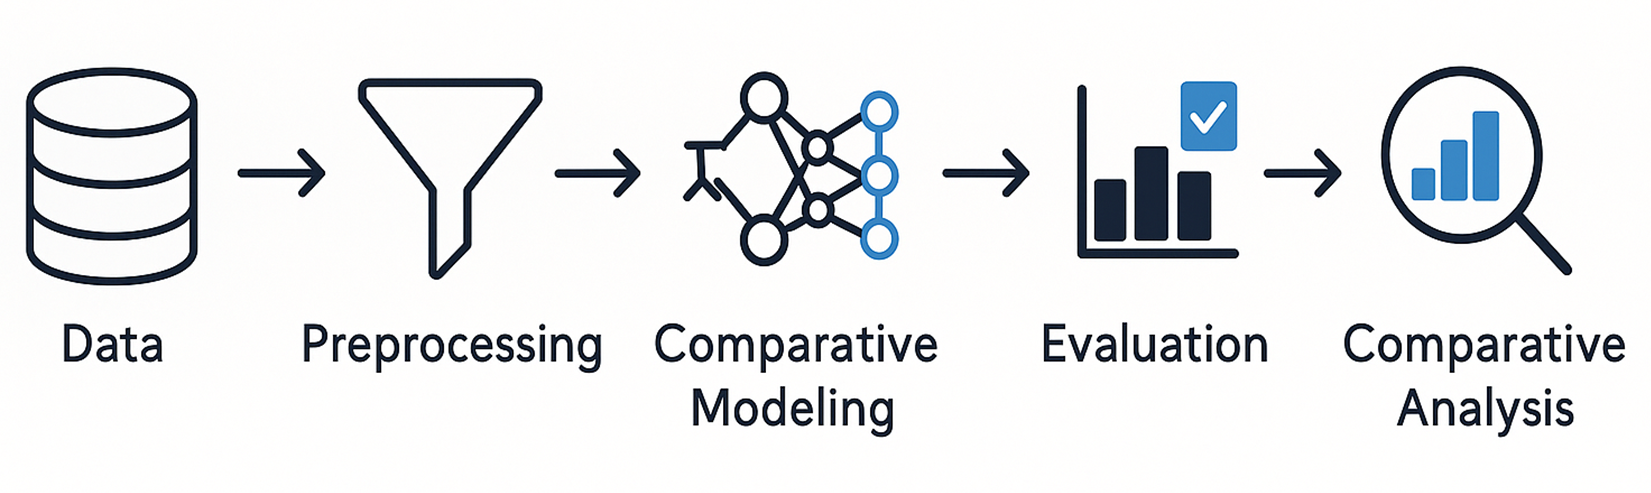 Data
Preprocessing
Comparative
Modeling
Evaluation
Comparative
Analysis